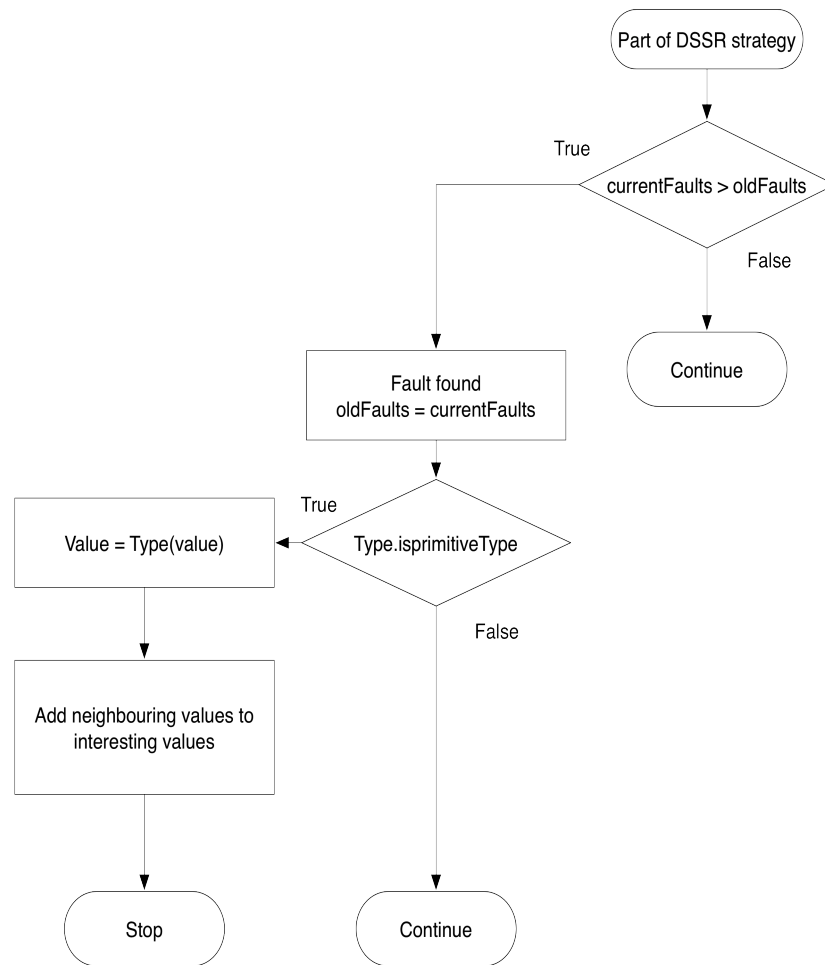 Part of DSSR strategy
True
currentFaults > oldFaults
False
Continue
Fault found
oldFaults = currentFaults
True
Value = Type(value)
Type.isprimitiveType
False
Add neighbouring values to
interesting values
Stop
Continue